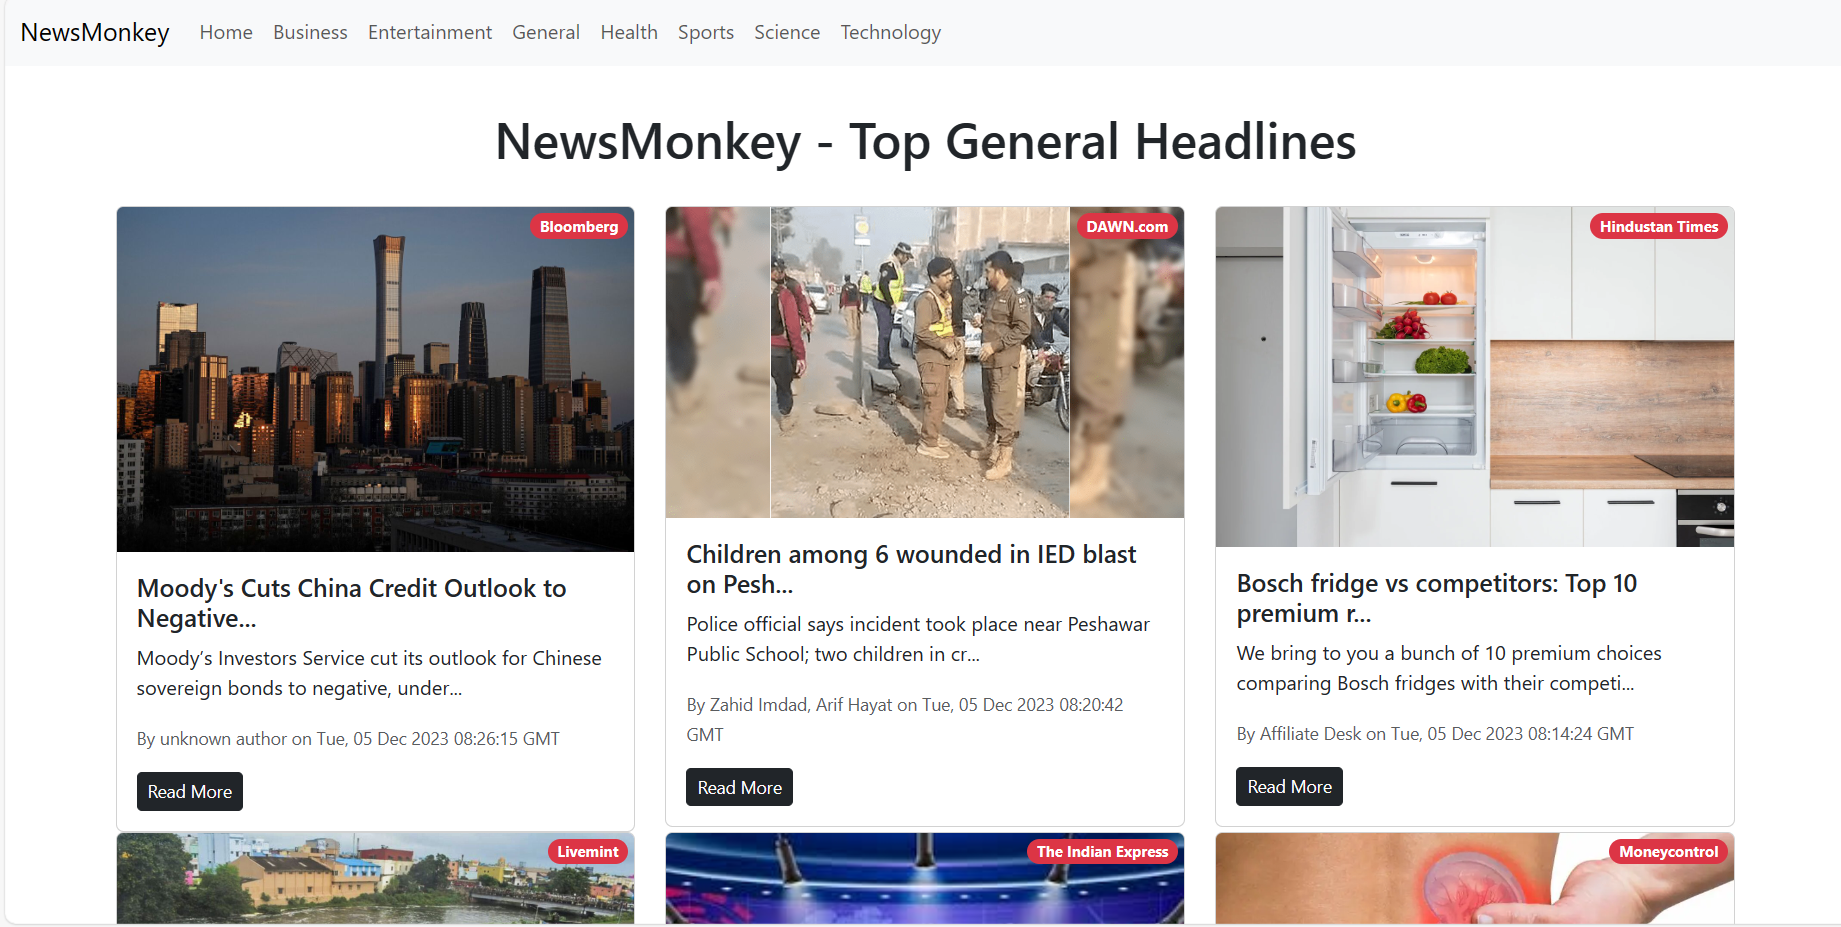 NewsMonkey Home Business Entertainment General Health Sports Science Technology
NewsMonkey - Top General Headlines
Bloomberg
Moody's Cuts China Credit Outlook to
Negative...
Moody’s Investors Service cut its outlook for Chinese
sovereign bonds to negative, under...
By unknown author on Tue, 05 Dec 2023 08:26:15 GMT
Read More
DAWN.com
Children among 6 wounded in IED blast
on Pesh...
Police official says incident took place near Peshawar
Public School; two children in cr...
By Zahid Imdad, Arif Hayat on Tue, 05 Dec 2023 08:20:42
GMT
Read More
Hindustan Times
Bosch fridge vs competitors: Top 10
premium r...
We bring to you a bunch of 10 premium choices
comparing Bosch fridges with their competi...
By Affiliate Desk on Tue, 05 Dec 2023 08:14:24 GMT
Read More
Livemint
The Indian Express
Moneycontrol